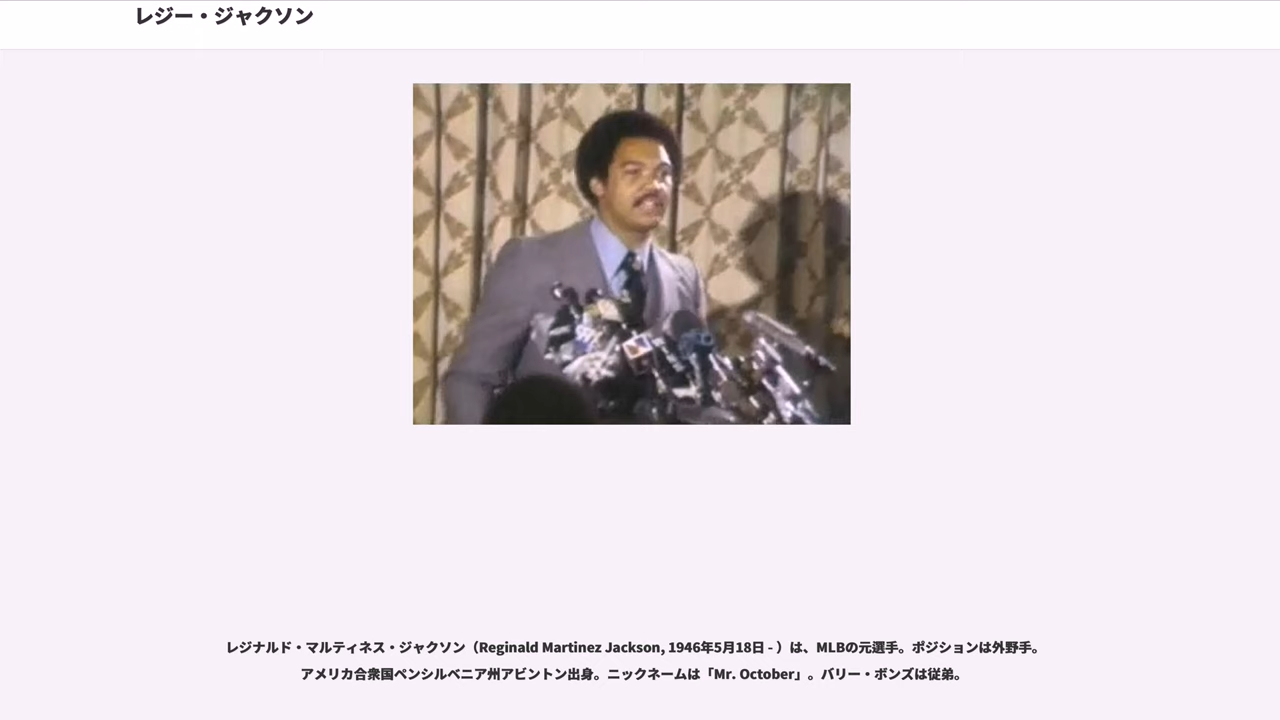 レジー・ジャクソン
レジナルド・マルティネス・ジャクソン（Reginald Martinez Jackson, 1946年5月18日 - ）は、MLBの元選手。ポジションは外野手。
アメリカ合衆国ペンシルベニア州アビントン出身。ニックネームは「Mr. October」。バリー・ボンズは従弟。